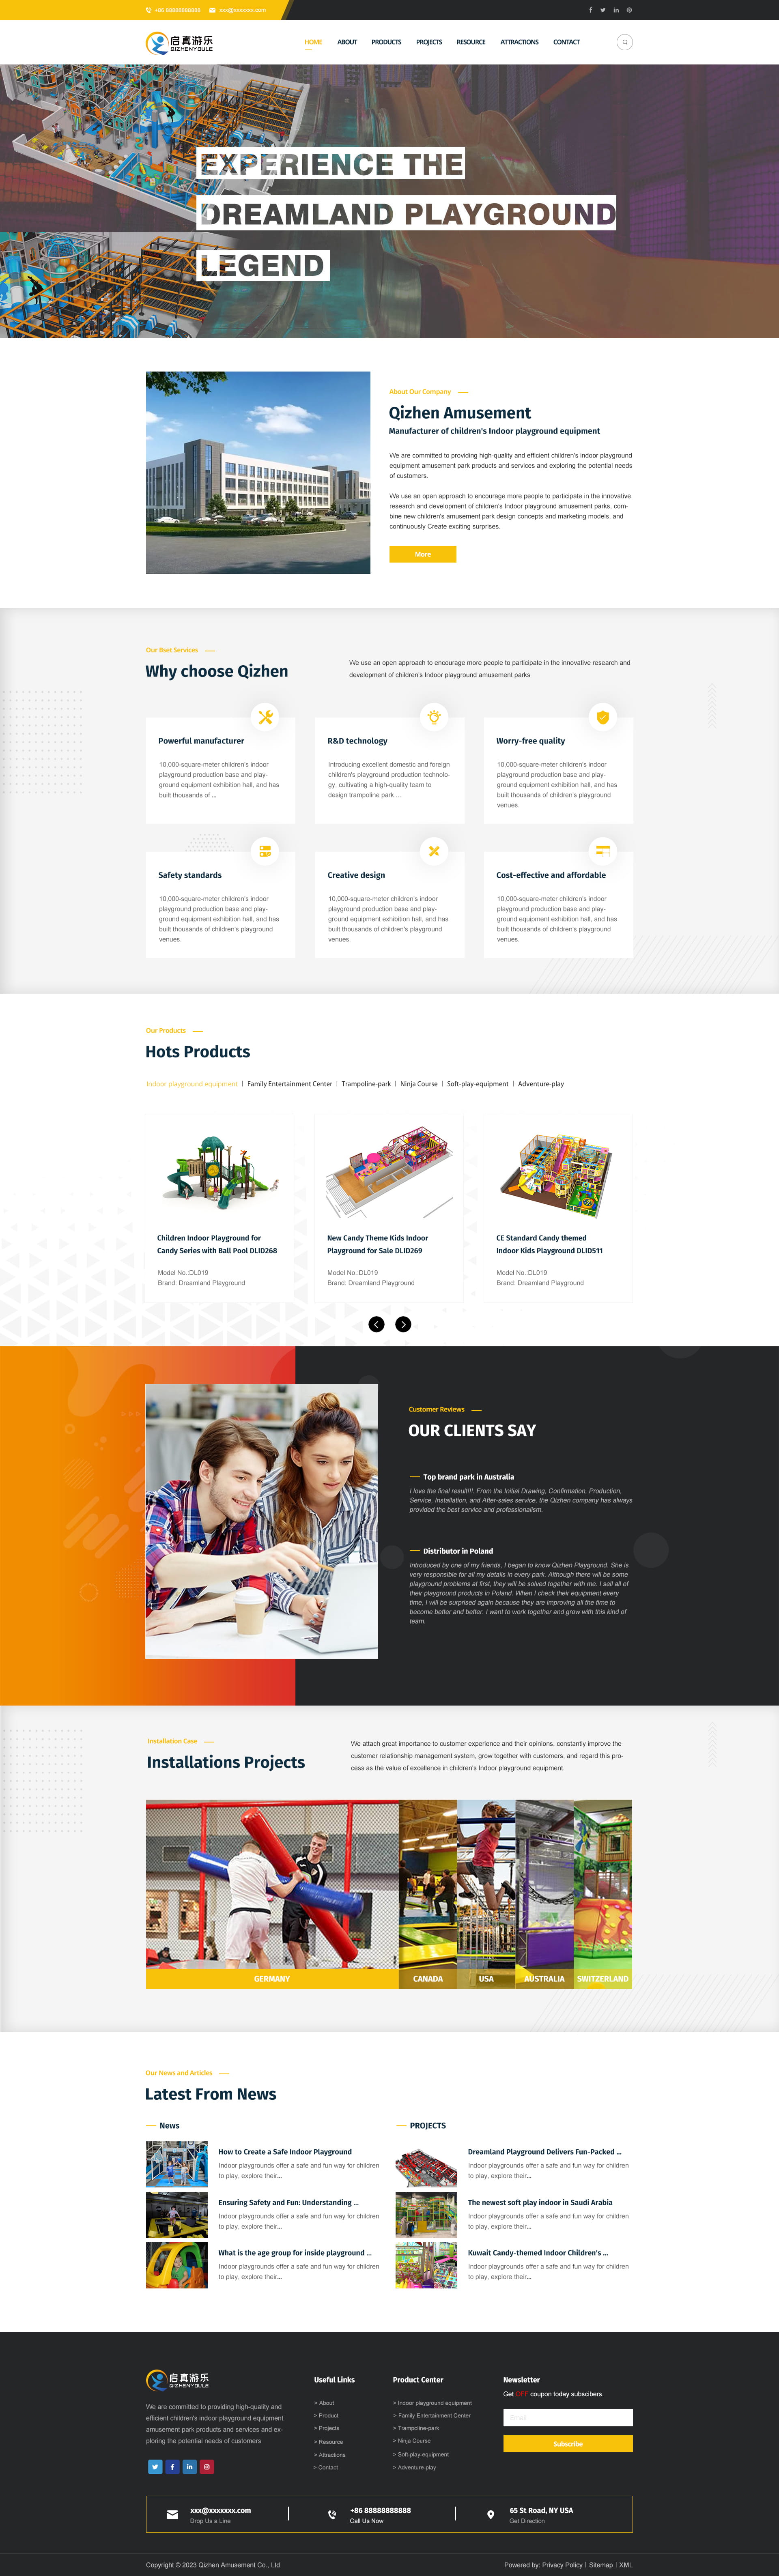 +86 88888888888 xxx@xxxxxxx.com
启真游乐
QIZHENYOULE
HOME ABOUT PRODUCTS PROJECTS RESOURCE ATTRACTIONS CONTACT
EXPERIENCE THE
DREAMLAND PLAYGROUND
LEGEND
About Our Company
Qizhen Amusement
Manufacturer of children's Indoor playground equipment
We are committed to providing high-quality and efficient children's indoor playground
equipment amusement park products and services and exploring the potential needs
of customers.
We use an open approach to encourage more people to participate in the innovative
research and development of children's Indoor playground amusement parks, com-
bine new children's amusement park design concepts and marketing models, and
continuously Create exciting surprises.
More
Our Bset Services
Why choose Qizhen
We use an open approach to encourage more people to participate in the innovative research and
development of children's Indoor playground amusement parks
Powerful manufacturer
10,000-square-meter children's indoor
playground production base and play-
ground equipment exhibition hall, and has
built thousands of ...
R&D technology
Introducing excellent domestic and foreign
children's playground production technolo-
gy, cultivating a high-quality team to
design trampoline park ...
Worry-free quality
10,000-square-meter children's indoor
playground production base and play-
ground equipment exhibition hall, and has
built thousands of children's playground
venues.
Safety standards
10,000-square-meter children's indoor
playground production base and play-
ground equipment exhibition hall, and has
built thousands of children's playground
venues.
Creative design
10,000-square-meter children's indoor
playground production base and play-
ground equipment exhibition hall, and has
built thousands of children's playground
venues.
Cost-effective and affordable
10,000-square-meter children's indoor
playground production base and play-
ground equipment exhibition hall, and has
built thousands of children's playground
venues.
Our Products
Hots Products
Indoor playground equipment | Family Entertainment Center | Trampoline-park | Ninja Course | Soft-play-equipment | Adventure-play
Children Indoor Playground for
Candy Series with Ball Pool DLID268
Model No.:DL019
Brand: Dreamland Playground
New Candy Theme Kids Indoor
Playground for Sale DLID269
Model No.:DL019
Brand: Dreamland Playground
CE Standard Candy themed
Indoor Kids Playground DLID511
Model No.:DL019
Brand: Dreamland Playground
Customer Reviews
OUR CLIENTS SAY
Top brand park in Australia
I love the final result!!!. From the Initial Drawing, Confirmation, Production,
Service, Installation, and After-sales service, the Qizhen company has always
provided the best service and professionalism.
Distributor in Poland
Introduced by one of my friends, I began to know Qizhen Playground. She is
very responsible for all my details in every park. Although there will be some
playground problems at first, they will be solved together with me. I sell all of
their playground products in Poland. When I check their equipment every
time, I will be surprised again because they are improving all the time to
become better and better. I want to work together and grow with this kind of
team.
Installation Case
Installations Projects
We attach great importance to customer experience and their opinions, constantly improve the
customer relationship management system, grow together with customers, and regard this pro-
cess as the value of excellence in children's Indoor playground equipment.
GERMANY CANADA USA AUSTRALIA SWITZERLAND
Our News and Articles
Latest From News
News
How to Create a Safe Indoor Playground
Indoor playgrounds offer a safe and fun way for children
to play, explore their...
Ensuring Safety and Fun: Understanding ...
Indoor playgrounds offer a safe and fun way for children
to play, explore their...
What is the age group for inside playground ...
Indoor playgrounds offer a safe and fun way for children
to play, explore their...
PROJECTS
Dreamland Playground Delivers Fun-Packed ...
Indoor playgrounds offer a safe and fun way for children
to play, explore their...
The newest soft play indoor in Saudi Arabia
Indoor playgrounds offer a safe and fun way for children
to play, explore their...
Kuwait Candy-themed Indoor Children's ...
Indoor playgrounds offer a safe and fun way for children
to play, explore their...
启真游乐
QIZHENYOULE
We are committed to providing high-quality and
efficient children's indoor playground equipment
amusement park products and services and ex-
ploring the potential needs of customers
Useful Links
> About
> Product
> Projects
> Resource
> Attractions
> Contact
Product Center
> Indoor playground equipment
> Family Entertainment Center
> Trampoline-park
> Ninja Course
> Soft-play-equipment
> Adventure-play
Newsletter
Get OFF coupon today subscibers.
Email
Subscribe
xxx@xxxxxxx.com
Drop Us a Line
+86 88888888888
Call Us Now
65 St Road, NY USA
Get Direction
Copyright © 2023 Qizhen Amusement Co., Ltd
Powered by: Privacy Policy | Sitemap | XML